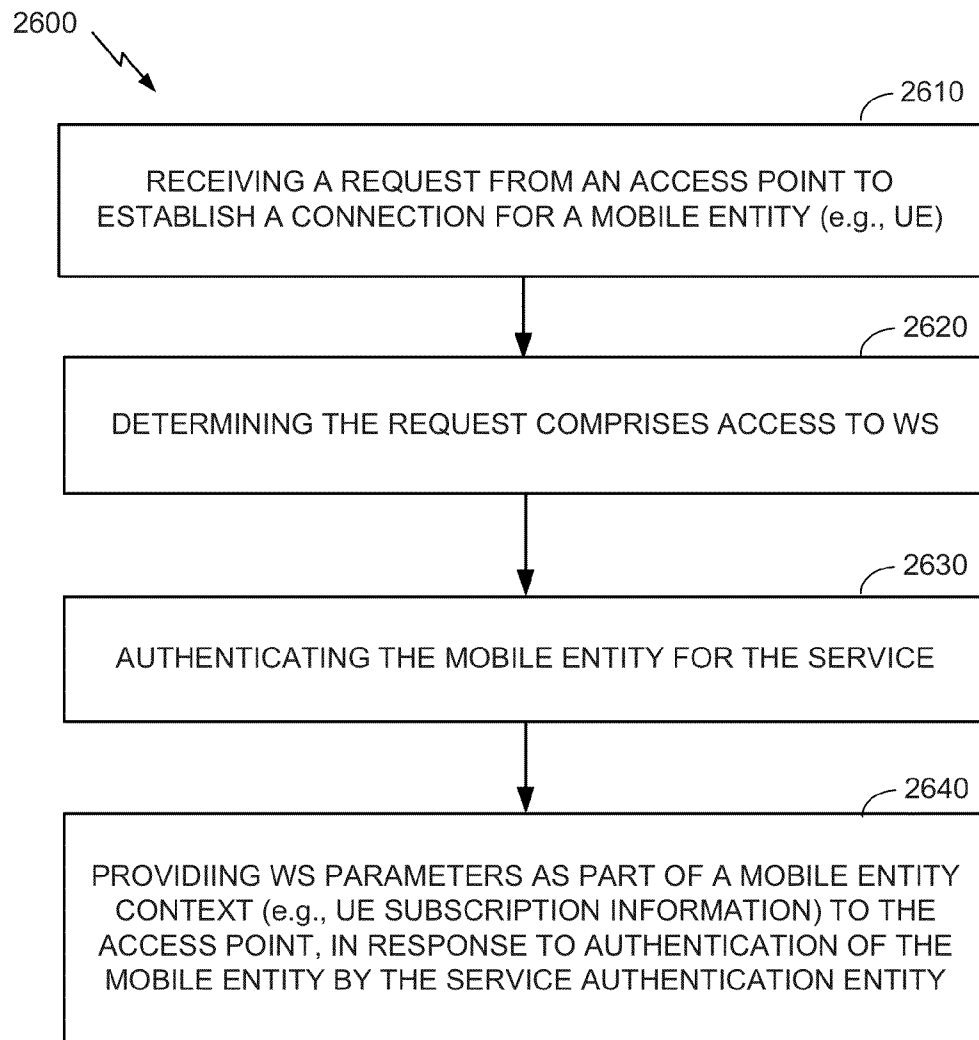 2600
2610
RECEIVING A REQUEST FROM AN ACCESS POINT TO
ESTABLISH A CONNECTION FOR A MOBILE ENTITY (e.g., UE)
2620
DETERMINING THE REQUEST COMPRISES ACCESS TO WS
2630
AUTHENTICATING THE MOBILE ENTITY FOR THE SERVICE
2640
PROVIDIING WS PARAMETERS AS PART OF A MOBILE ENTITY
CONTEXT (e.g., UE SUBSCRIPTION INFORMATION) TO THE
ACCESS POINT, IN RESPONSE TO AUTHENTICATION OF THE
MOBILE ENTITY BY THE SERVICE AUTHENTICATION ENTITY